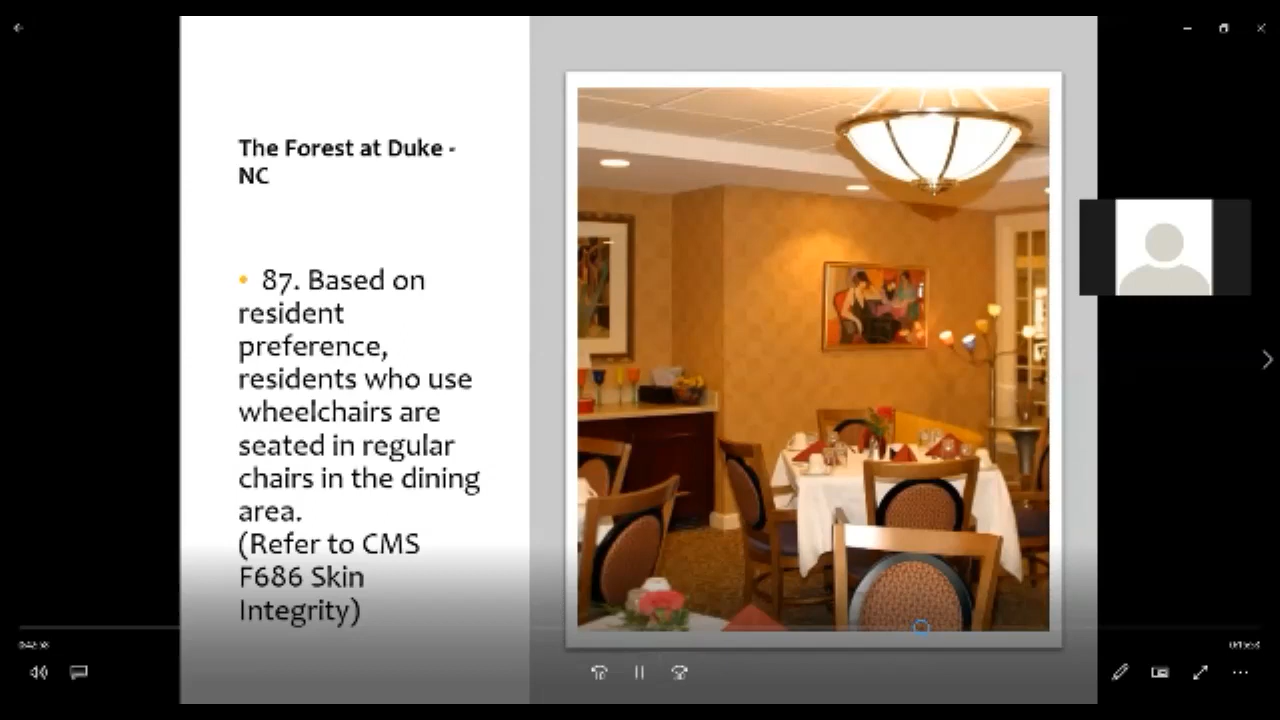 The Forest at Duke -
NC
• 87. Based on
resident
preference,
residents who use
wheelchairs are
seated in regular
chairs in the dining
area.
(Refer to CMS
F686 Skin
Integrity)